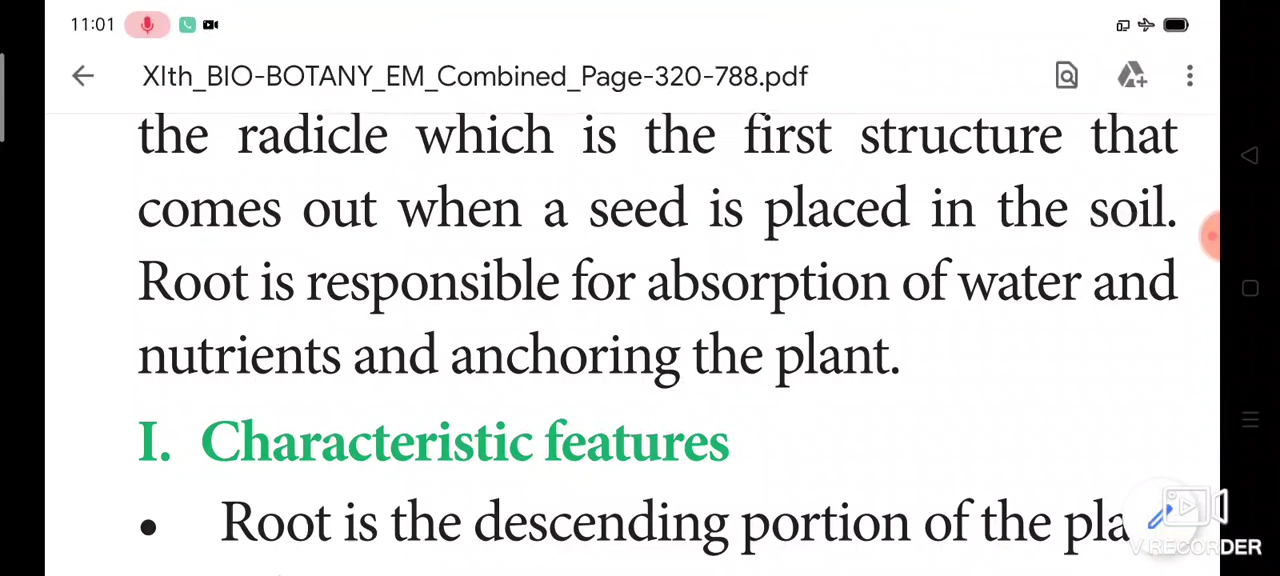 11:01
XIth_BIO-BOTANY_EM_Combined_Page-320-788.pdf
the radicle which is the first structure that
comes out when a seed is placed in the soil.
Root is responsible for absorption of water and
nutrients and anchoring the plant.
I. Characteristic features
• Root is the descending portion of the pla
V RECORDER